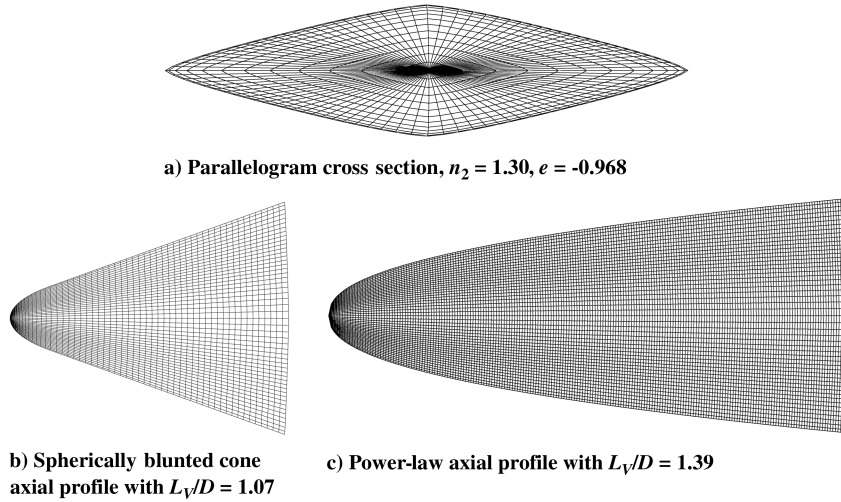 a) Parallelogram cross section, n2 = 1.30, e = -0.968
b) Spherically blunted cone
axial profile with LV/D = 1.07
c) Power-law axial profile with LV/D = 1.39